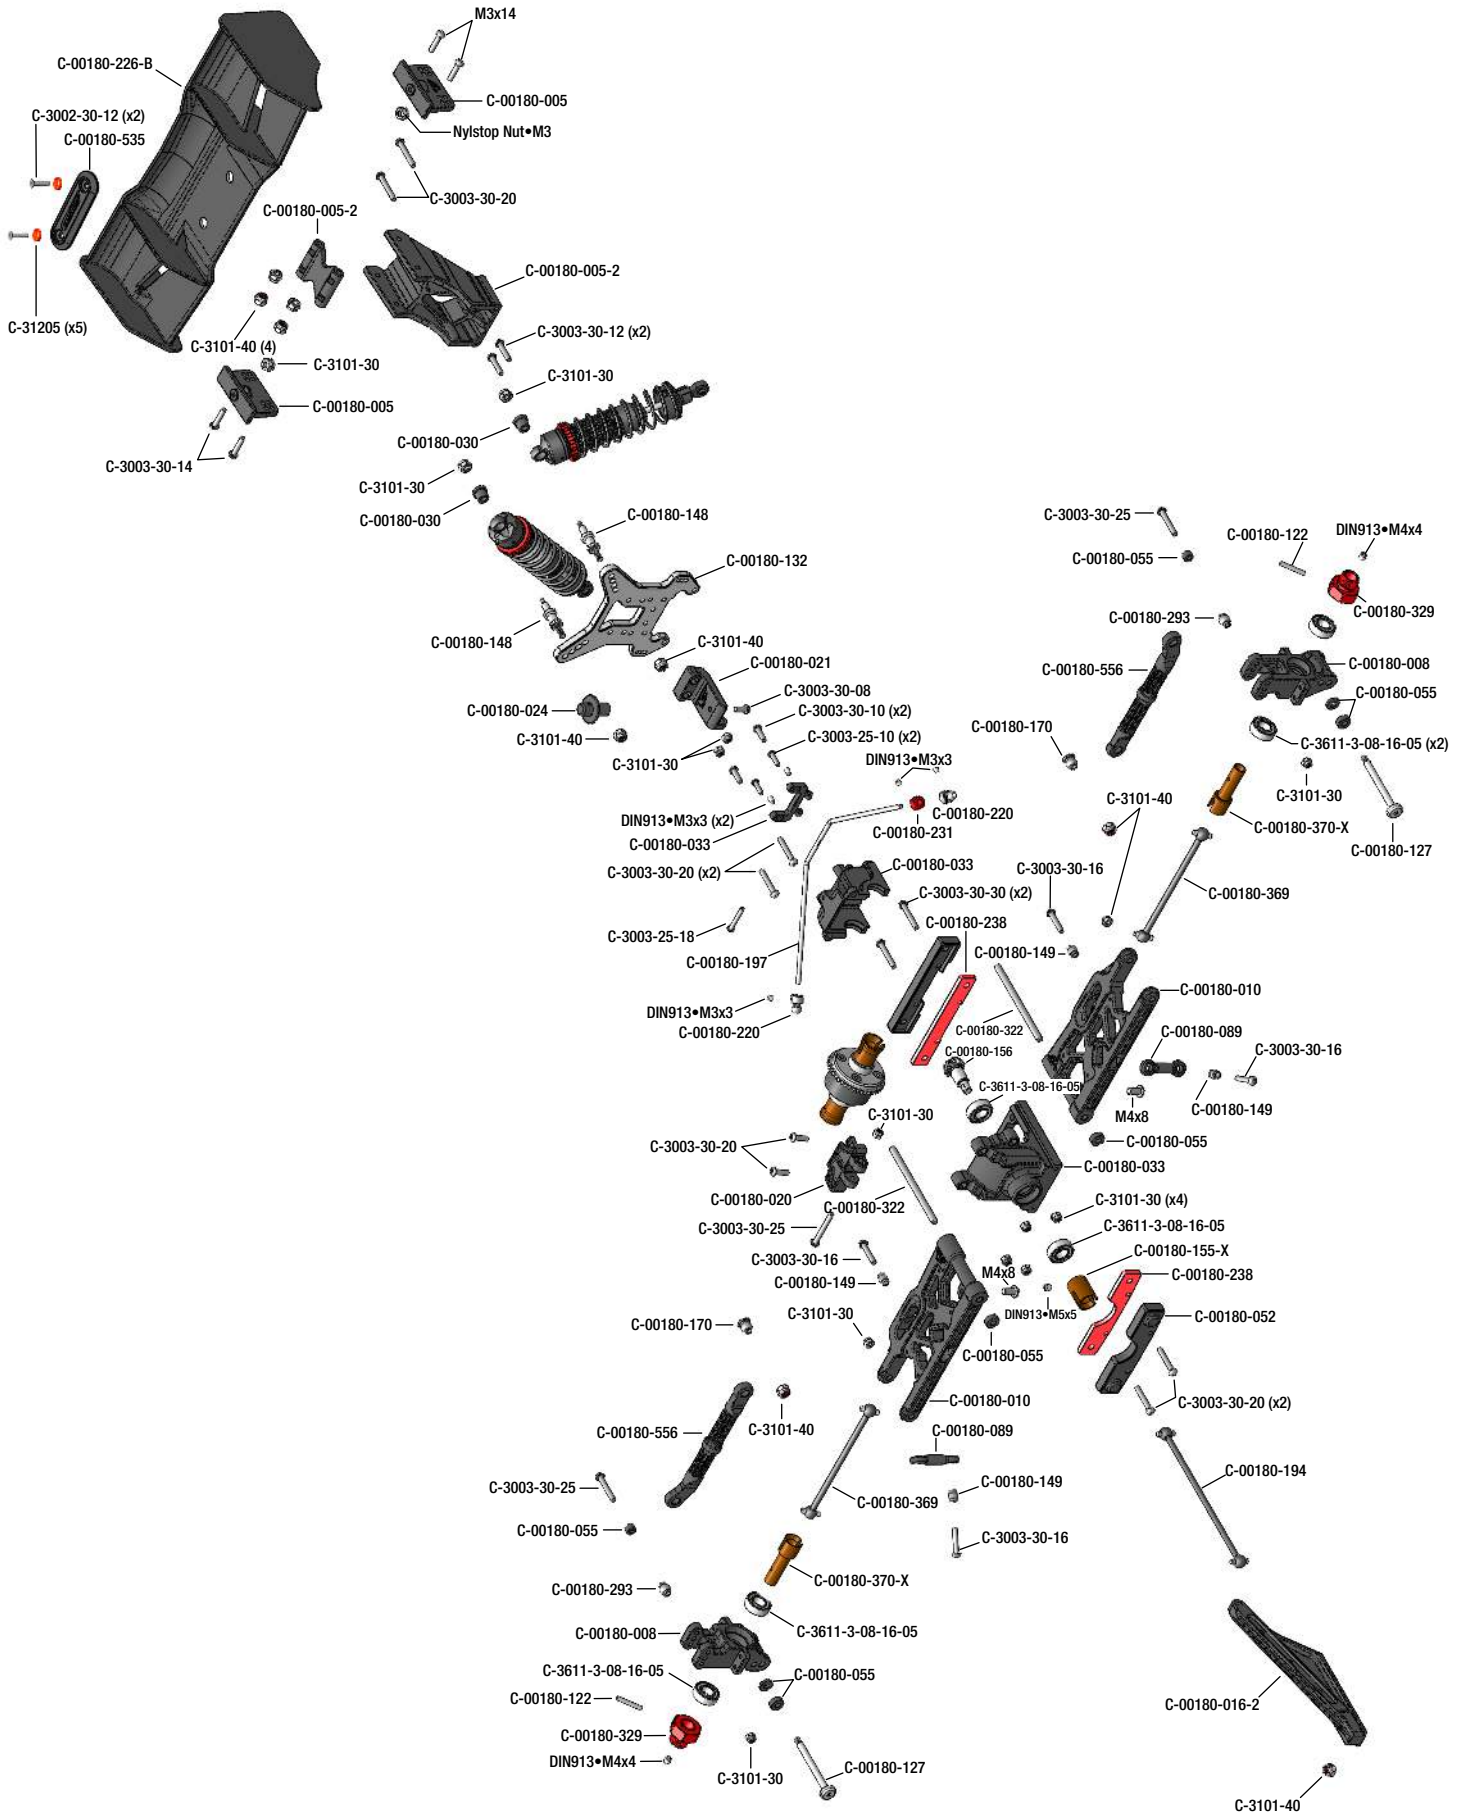 M3x14
C-00180-226-B
C-00180-005
C-3002-30-12 (x2)
Nylstop Nut•M3
C-00180-535
C-3003-30-20
C-00180-005-2
C-00180-005-2
C-31205 (x5)
C-3003-30-12 (x2)
C-3101-40 (4)
C-3101-30
C-3101-30
C-00180-005
C-00180-030
C-3003-30-14
C-3101-30
C-00180-030
C-00180-148
C-3003-30-25
DIN913•M4x4
C-00180-122
C-00180-055
C-00180-132
C-00180-329
C-00180-293
C-00180-148
C-3101-40
C-00180-021
C-00180-556
C-00180-008
C-3003-30-08
C-00180-055
C-00180-024
C-3003-30-10 (x2)
C-00180-170
C-3101-40
C-3003-25-10 (x2)
C-3611-3-08-16-05 (x2)
C-3101-30
DIN913•M3x3
C-3101-30
C-3101-40
C-00180-220
DIN913•M3x3 (x2)
C-00180-231
C-00180-370-X
C-00180-033
C-00180-127
C-00180-033
C-3003-30-20 (x2)
C-3003-30-16
C-00180-369
C-3003-30-30 (x2)
C-00180-238
C-3003-25-18
C-00180-149
C-00180-197
C-00180-010
DIN913•M3x3
C-00180-322
C-00180-089
C-00180-220
C-00180-156
C-3003-30-16
C-3611-3-08-16-05
C-00180-149
M4x8
C-3101-30
C-00180-055
C-3003-30-20
C-00180-033
C-00180-020
C-00180-322
C-3101-30 (x4)
C-3003-30-25
C-3611-3-08-16-05
C-3003-30-16
C-00180-155-X
M4x8
C-00180-238
C-00180-149
DIN913•M5x5
C-3101-30
C-00180-052
C-00180-170
C-00180-055
C-00180-010
C-3003-30-20 (x2)
C-3101-40
C-00180-089
C-00180-556
C-00180-194
C-3003-30-25
C-00180-149
C-00180-369
C-00180-055
C-3003-30-16
C-00180-370-X
C-00180-293
C-3611-3-08-16-05
C-00180-008
C-3611-3-08-16-05
C-00180-055
C-00180-122
C-00180-016-2
C-00180-329
DIN913•M4x4
C-00180-127
C-3101-30
C-3101-40